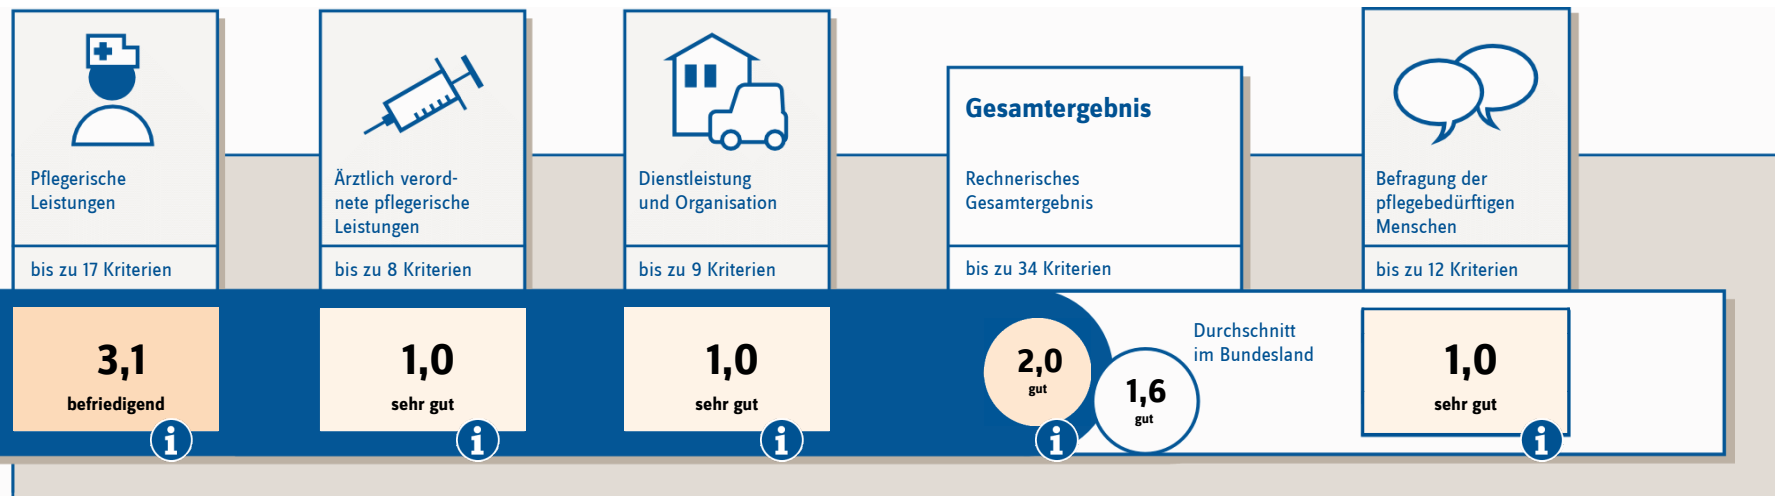 Pflegerische
Leistungen
bis zu 17 Kriterien
3,1
befriedigend
i
Ärztlich verord-
nete pflegerische
Leistungen
bis zu 8 Kriterien
1,0
sehr gut
i
Dienstleistung
und Organisation
bis zu 9 Kriterien
1,0
sehr gut
i
Gesamtergebnis
Rechnerisches
Gesamtergebnis
bis zu 34 Kriterien
2,0
gut
i
1,6
gut
Durchschnitt
im Bundesland
Befragung der
pflegebedürftigen
Menschen
bis zu 12 Kriterien
1,0
sehr gut
i